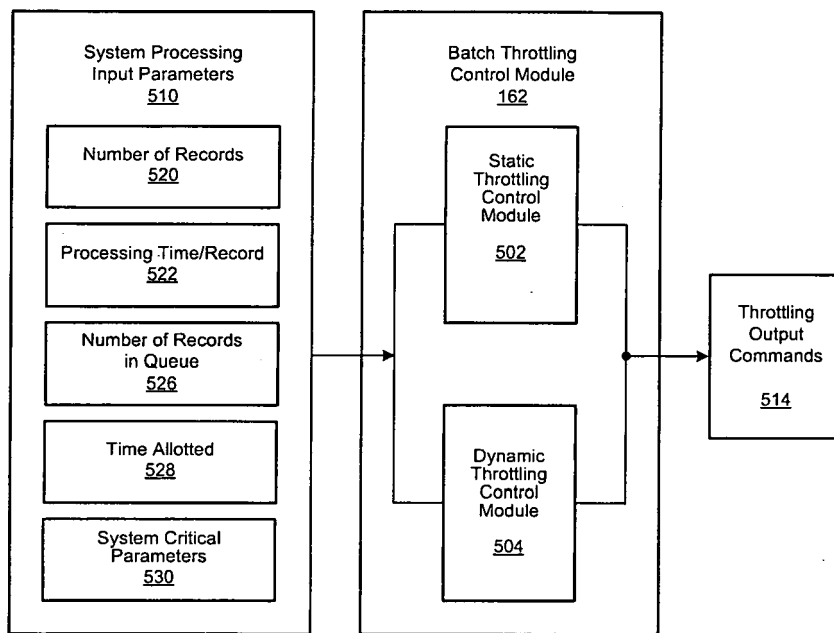 System Processing
Input Parameters
510
Number of Records
520
Processing Time/Record
522
Number of Records
in Queue
526
Time Allotted
528
System Critical
Parameters
530
Batch Throttling
Control Module
162
Static
Throttling
Control
Module
502
Dynamic
Throttling
Control
Module
504
Throttling
Output
Commands
514